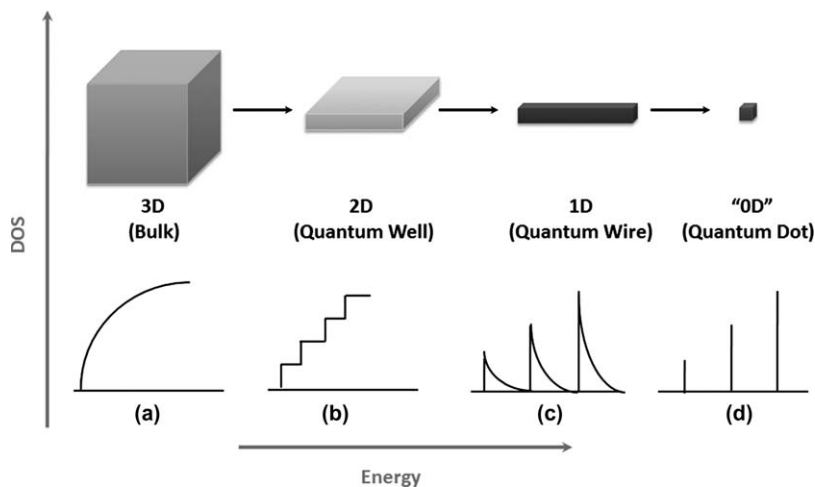 DOS
3D
(Bulk)
2D
(Quantum Well)
1D
(Quantum Wire)
“0D”
(Quantum Dot)
(a)
(b)
(c)
(d)
Energy